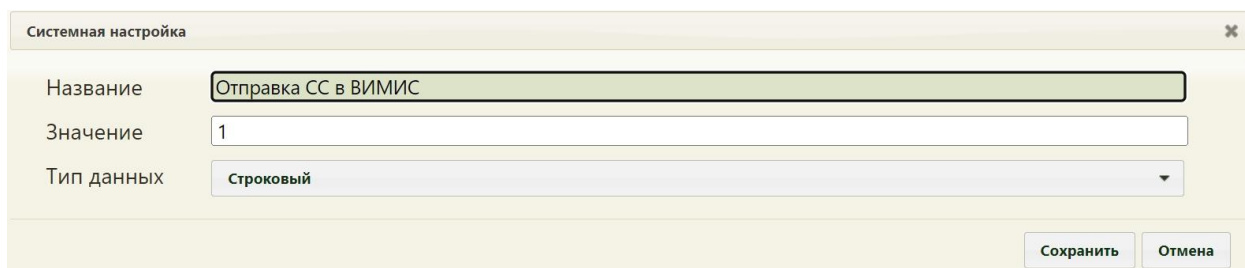 Системная настройка
Название Отправка СС в ВИМИС
Значение 1
Тип данных Строковый
Сохранить Отмена